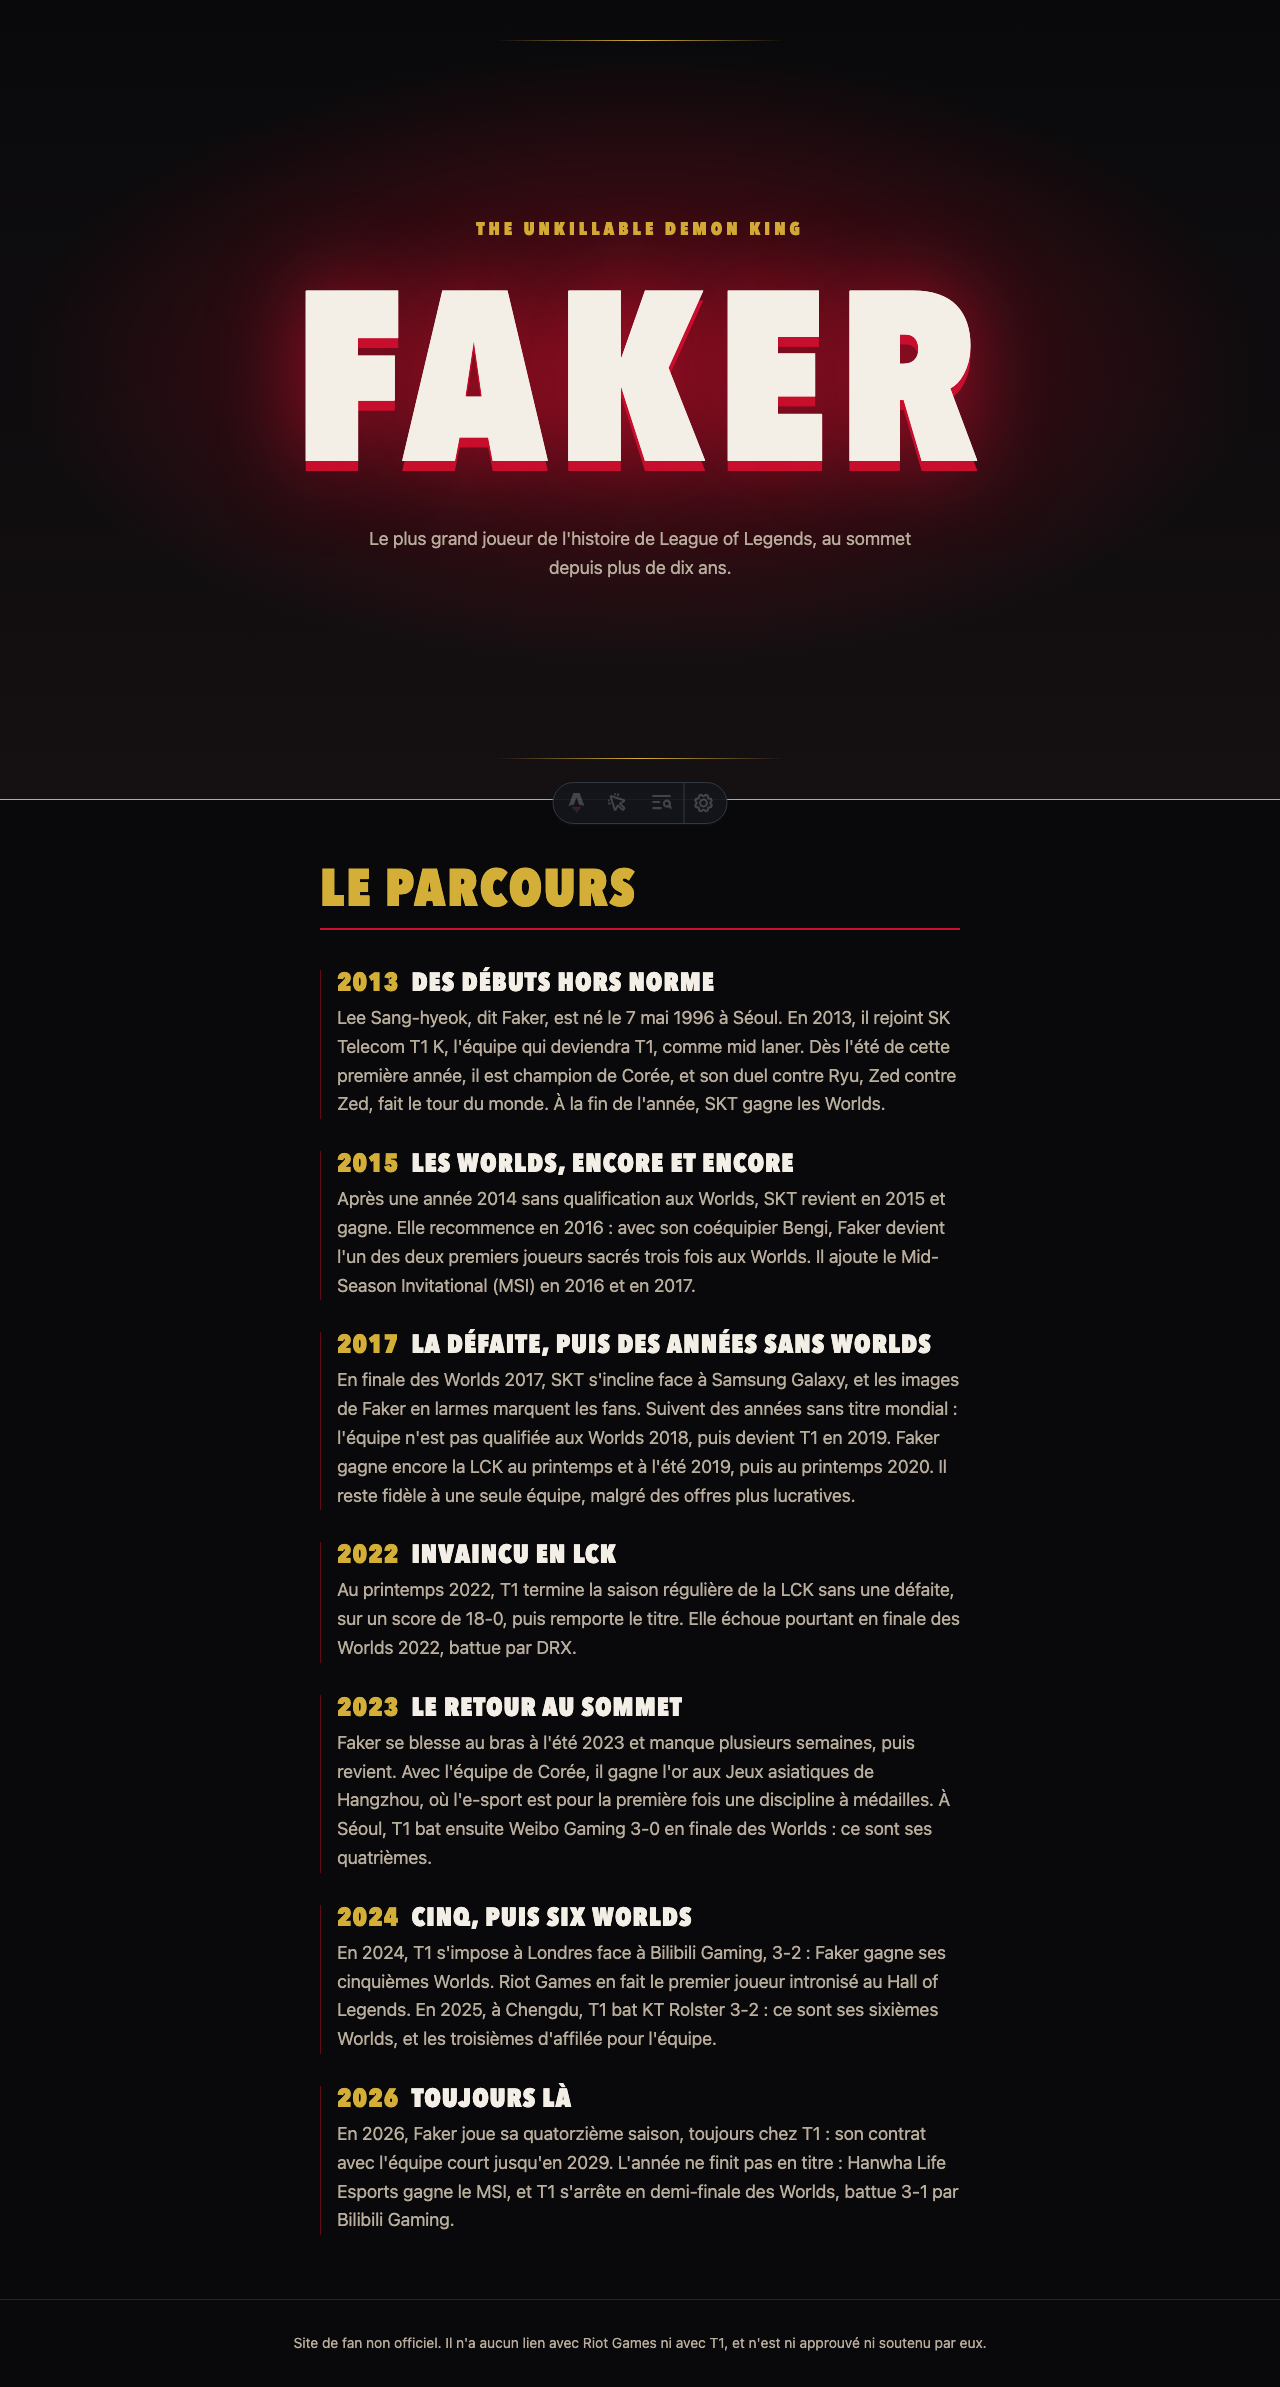 THE UNKILLABLE DEMON KING
FAKER
Le plus grand joueur de l'histoire de League of Legends, au sommet
depuis plus de dix ans.
LE PARCOURS
2013 DES DÉBUTS HORS NORME
Lee Sang-hyeok, dit Faker, est né le 7 mai 1996 à Séoul. En 2013, il rejoint SK
Telecom T1 K, l'équipe qui deviendra T1, comme mid laner. Dès l'été de cette
première année, il est champion de Corée, et son duel contre Ryu, Zed contre
Zed, fait le tour du monde. À la fin de l'année, SKT gagne les Worlds.
2015 LES WORLDS, ENCORE ET ENCORE
Après une année 2014 sans qualification aux Worlds, SKT revient en 2015 et
gagne. Elle recommence en 2016 : avec son coéquipier Bengi, Faker devient
l'un des deux premiers joueurs sacrés trois fois aux Worlds. Il ajoute le Mid-
Season Invitational (MSI) en 2016 et en 2017.
2017 LA DÉFAITE, PUIS DES ANNÉES SANS WORLDS
En finale des Worlds 2017, SKT s'incline face à Samsung Galaxy, et les images
de Faker en larmes marquent les fans. Suivent des années sans titre mondial :
l'équipe n'est pas qualifiée aux Worlds 2018, puis devient T1 en 2019. Faker
gagne encore la LCK au printemps et à l'été 2019, puis au printemps 2020. Il
reste fidèle à une seule équipe, malgré des offres plus lucratives.
2022 INVAINCU EN LCK
Au printemps 2022, T1 termine la saison régulière de la LCK sans une défaite,
sur un score de 18-0, puis remporte le titre. Elle échoue pourtant en finale des
Worlds 2022, battue par DRX.
2023 LE RETOUR AU SOMMET
Faker se blesse au bras à l'été 2023 et manque plusieurs semaines, puis
revient. Avec l'équipe de Corée, il gagne l'or aux Jeux asiatiques de
Hangzhou, où l'e-sport est pour la première fois une discipline à médailles. À
Séoul, T1 bat ensuite Weibo Gaming 3-0 en finale des Worlds : ce sont ses
quatrièmes.
2024 CINQ, PUIS SIX WORLDS
En 2024, T1 s'impose à Londres face à Bilibili Gaming, 3-2 : Faker gagne ses
cinquièmes Worlds. Riot Games en fait le premier joueur intronisé au Hall of
Legends. En 2025, à Chengdu, T1 bat KT Rolster 3-2 : ce sont ses sixièmes
Worlds, et les troisièmes d'affilée pour l'équipe.
2026 TOUJOURS LÀ
En 2026, Faker joue sa quatorzième saison, toujours chez T1 : son contrat
avec l'équipe court jusqu'en 2029. L'année ne finit pas en titre : Hanwha Life
Esports gagne le MSI, et T1 s'arrête en demi-finale des Worlds, battue 3-1 par
Bilibili Gaming.
Site de fan non officiel. Il n'a aucun lien avec Riot Games ni avec T1, et n'est ni approuvé ni soutenu par eux.